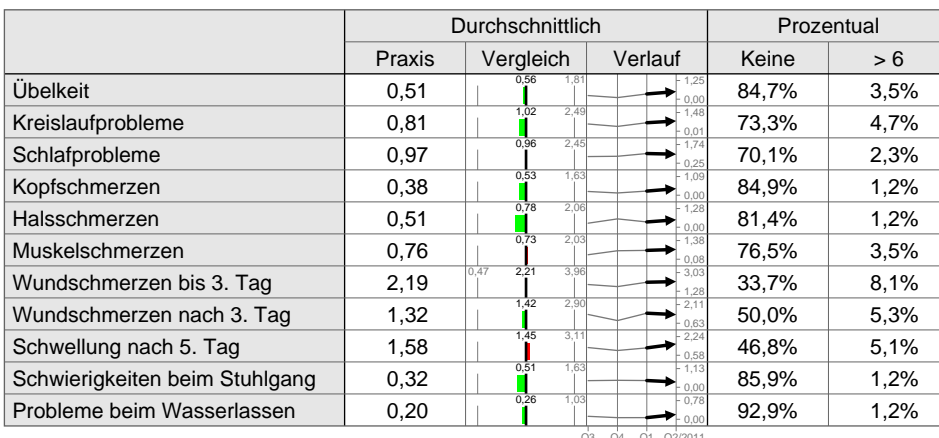 Durchschnittlich Prozentual
Praxis Vergleich Verlauf Keine > 6
Übelkeit 0,51 0,56 1,81 1,25 0,00 84,7% 3,5%
Kreislaufprobleme 0,81 1,02 2,49 1,48 0,01 73,3% 4,7%
Schlafprobleme 0,97 0,96 2,45 1,74 0,25 70,1% 2,3%
Kopfschmerzen 0,38 0,53 1,63 1,09 0,00 84,9% 1,2%
Halsschmerzen 0,51 0,78 2,06 1,28 0,00 81,4% 1,2%
Muskelschmerzen 0,76 0,73 2,03 1,38 0,08 76,5% 3,5%
Wundschmerzen bis 3. Tag 2,19 0,47 2,21 3,96 3,03 1,28 33,7% 8,1%
Wundschmerzen nach 3. Tag 1,32 1,42 2,90 2,11 0,63 50,0% 5,3%
Schwellung nach 5. Tag 1,58 1,45 3,11 2,24 0,58 46,8% 5,1%
Schwierigkeiten beim Stuhlgang 0,32 0,51 1,63 1,13 0,00 85,9% 1,2%
Probleme beim Wasserlassen 0,20 0,26 1,03 0,78 0,00 92,9% 1,2%
Q3 Q4 Q1 Q2/2011